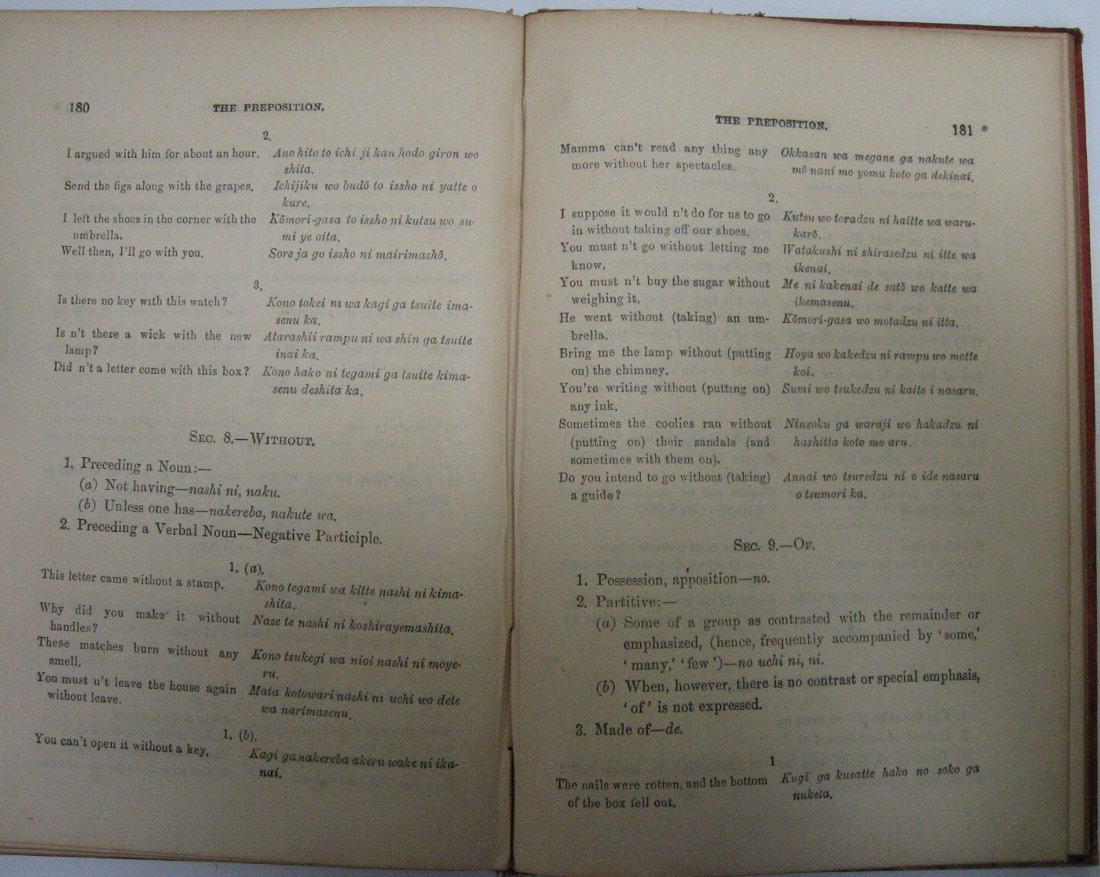 180 THE PREPOSITION.
2.
I argued with him for about an hour. Ano hito to ichi ji kan hodo giron wo
shita.
Send the figs along with the grapes. Ichijiku wo budō to issho ni yatte o
kure.
I left the shoes in the corner with the Kōmori-gasa to issho ni kutsu wo su-
umbrella. mi ye oita.
Well then, I'll go with you. Sore ja go issho ni mairimashō.
3.
Is there no key with this watch? Kono tokei ni wa kagi ga tsuite ima-
senu ka.
Is n't there a wick with the new Atarashii rampu ni wa shin ga tsuite
lamp? inai ka.
Did n't a letter come with this box? Kono hako ni tegami ga tsuite kima-
senu deshita ka.
SEC. 8.—WITHOUT.
1. Preceding a Noun:—
(a) Not having—nashi ni, naku.
(b) Unless one has—nakereba, nakute wa.
2. Preceding a Verbal Noun—Negative Participle.
1. (a).
This letter came without a stamp. Kono tegami wa kitte nashi ni kima-
shita.
Why did you make it without Naze te nashi ni koshirayemashita.
handles?
These matches burn without any Kono tsukegi wa nioi nashi ni moye-
smell. ru.
You must n't leave the house again Mata kotowari nashi ni uchi wo dete
without leave. wa narimasenu.
1. (b).
You can't open it without a key. Kagi ga nakereba akeru wake ni ika-
nai.
THE PREPOSITION. 181
Mamma can't read any thing any Okkasan wa megane ga nakute wa
more without her spectacles. mō nani mo yomu koto ga dekinai.
2.
I suppose it would n't do for us to go Kutsu wo toradzu ni haitte wa waru-
in without taking off our shoes. karō.
You must n't go without letting me Watakushi ni shirasedzu ni itte wa
know. ikenai.
You must n't buy the sugar without Me ni kakenai de satō wo katte wa
weighing it. ikemasenu.
He went without (taking) an um- Kōmori-gasa wo motadzu ni itta.
brella.
Bring me the lamp without (putting Hoya wo kakedzu ni rampu wo motte
on) the chimney. koi.
You're writing without (putting on) Sumi wo tsukedzu ni kaite i nasaru.
any ink.
Sometimes the coolies ran without Ninsoku ga waraji wo hakadzu ni
(putting on) their sandals (and hashitta koto mo aru.
sometimes with them on).
Do you intend to go without (taking) Annai wo tsuredzu ni o ide nasaru
a guide? o tsumori ka.
SEC. 9.—OF.
1. Possession, apposition—no.
2. Partitive:—
(a) Some of a group as contrasted with the remainder or
emphasized, (hence, frequently accompanied by 'some,'
'many,' 'few')—no uchi ni, ni.
(b) When, however, there is no contrast or special emphasis,
'of' is not expressed.
3. Made of—de.
1
The nails were rotten, and the bottom Kugi ga kusatte hako no soko ga
of the box fell out. nuketa.